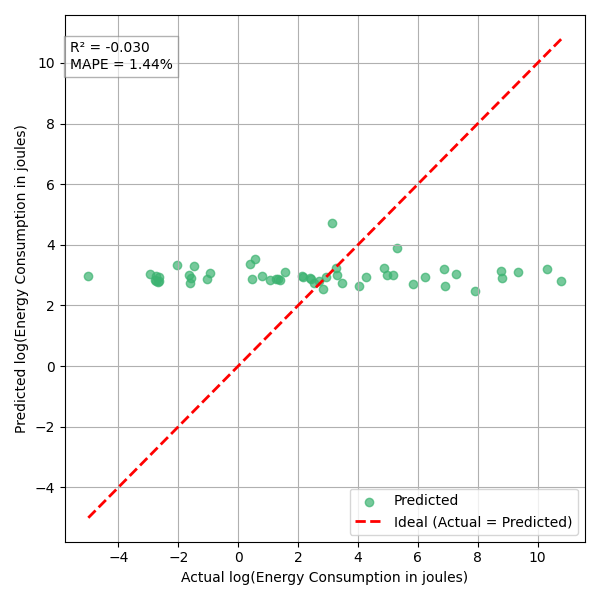 R² = -0.030
MAPE = 1.44%
10
8
6
4
2
0
−2
−4
Predicted log(Energy Consumption in joules)
Predicted
Ideal (Actual = Predicted)
−4 −2 0 2 4 6 8 10
Actual log(Energy Consumption in joules)